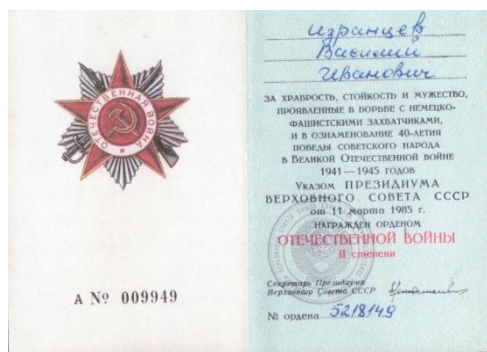 ОТЕЧЕСТВЕННАЯ ВОЙНА
А № 009949
Изранцев
Василий
Иванович
ЗА ХРАБРОСТЬ, СТОЙКОСТЬ И МУЖЕСТВО,
ПРОЯВЛЕННЫЕ В БОРЬБЕ С НЕМЕЦКО-
ФАШИСТСКИМИ ЗАХВАТЧИКАМИ,
И В ОЗНАМЕНОВАНИЕ 40-ЛЕТИЯ
ПОБЕДЫ СОВЕТСКОГО НАРОДА
В ВЕЛИКОЙ ОТЕЧЕСТВЕННОЙ ВОЙНЕ
1941—1945 ГОДОВ
УКАЗОМ ПРЕЗИДИУМА
ВЕРХОВНОГО СОВЕТА СССР
от 11 марта 1985 г.
НАГРАЖДЕН ОРДЕНОМ
ОТЕЧЕСТВЕННОЙ ВОЙНЫ
II степени
Секретарь Президиума
Верховного Совета СССР
№ ордена 5218149